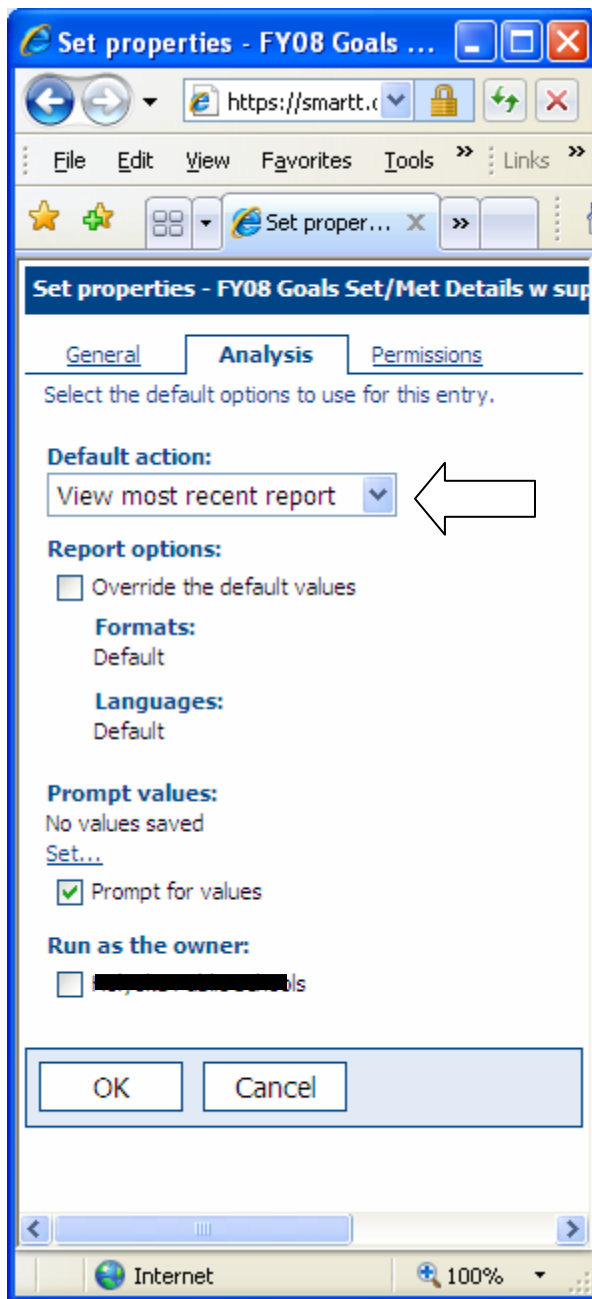 Set properties - FY08 Goals ...
https://smartt.
File Edit View Favorites Tools » Links »
Set proper... X »
Set properties - FY08 Goals Set/Met Details w sup
General Analysis Permissions
Select the default options to use for this entry.
Default action:
View most recent report
Report options:
Override the default values
Formats:
Default
Languages:
Default
Prompt values:
No values saved
Set...
Prompt for values
Run as the owner:
OK Cancel
Internet 100%